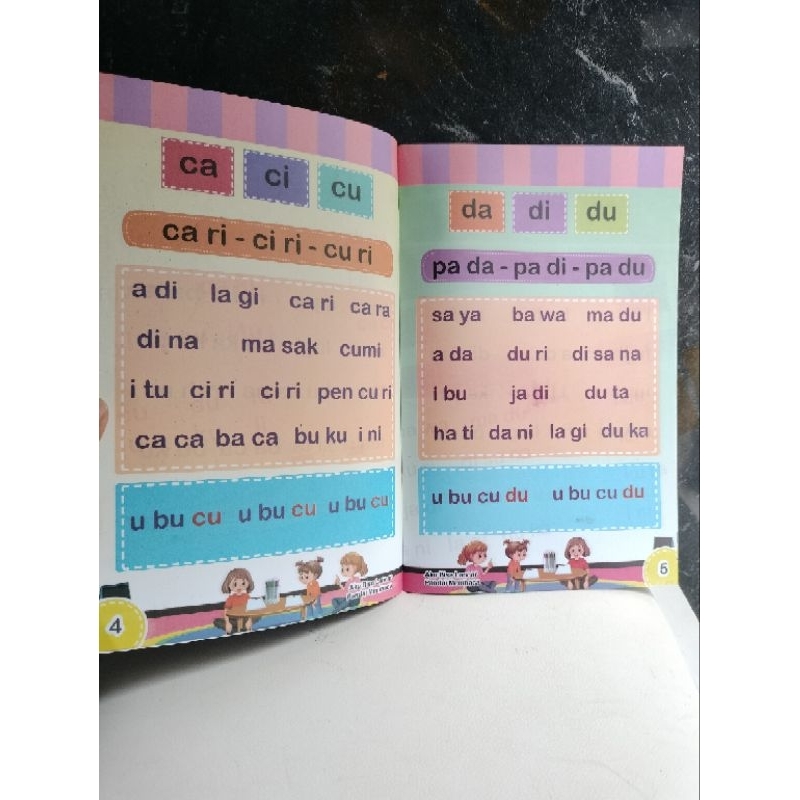 ca ci cu
ca ri - ci ri - cu ri
a di la gi ca ri ca ra
di na ma sak cumi
i tu ci ri ci ri pen cu ri
ca ca ba ca bu ku i ni
u bu cu u bu cu u bu cu
4
da di du
pa da - pa di - pa du
sa ya ba wa ma du
a da du ri di sa na
i bu ja di du ta
ha ti da ni la gi du ka
u bu cu du u bu cu du
5